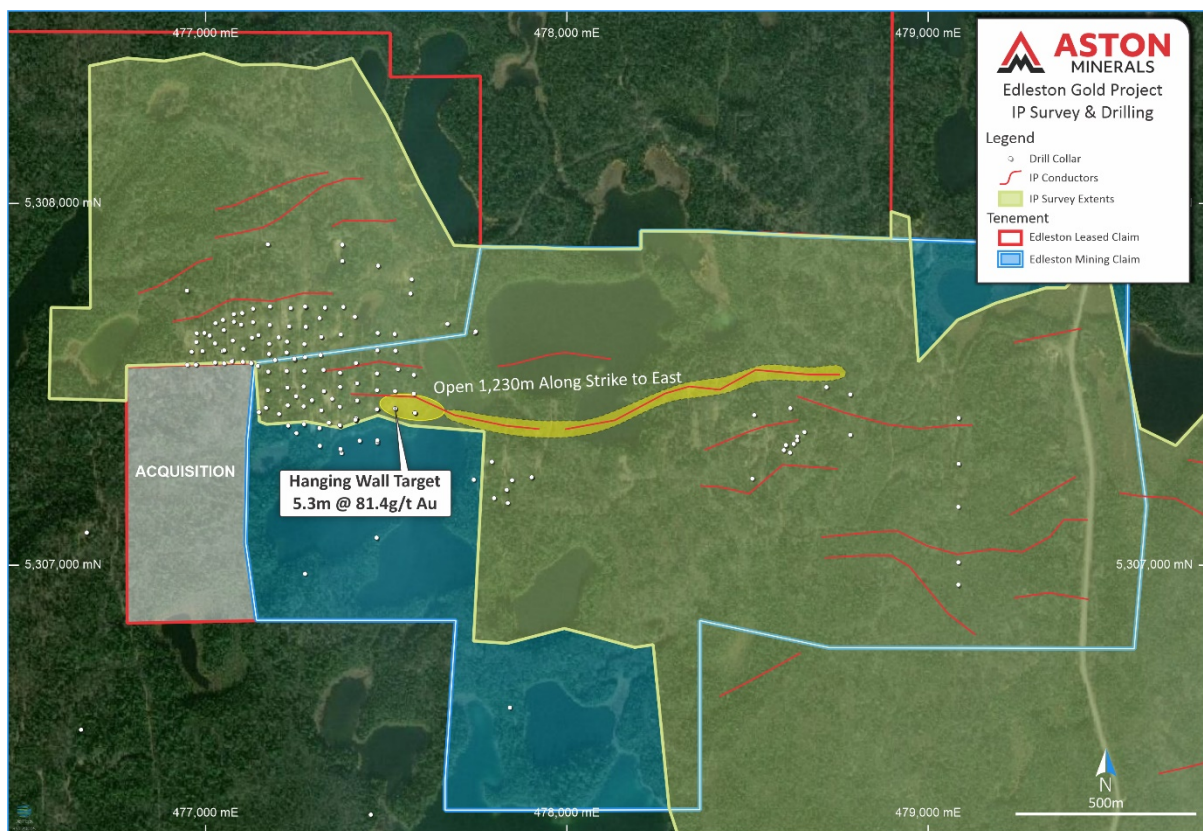 477,000 mE
478,000 mE
479,000 mE
ASTON
MINERALS
Edleston Gold Project
IP Survey & Drilling
Legend
Drill Collar
IP Conductors
IP Survey Extents
Tenement
Edleston Leased Claim
Edleston Mining Claim
5,308,000 mN
Open 1,230m Along Strike to East
ACQUISITION
Hanging Wall Target
5.3m @ 81.4g/t Au
5,307,000 mN
5,307,000 mN
477,000 mE
478,000 mE
479,000 mE
500m